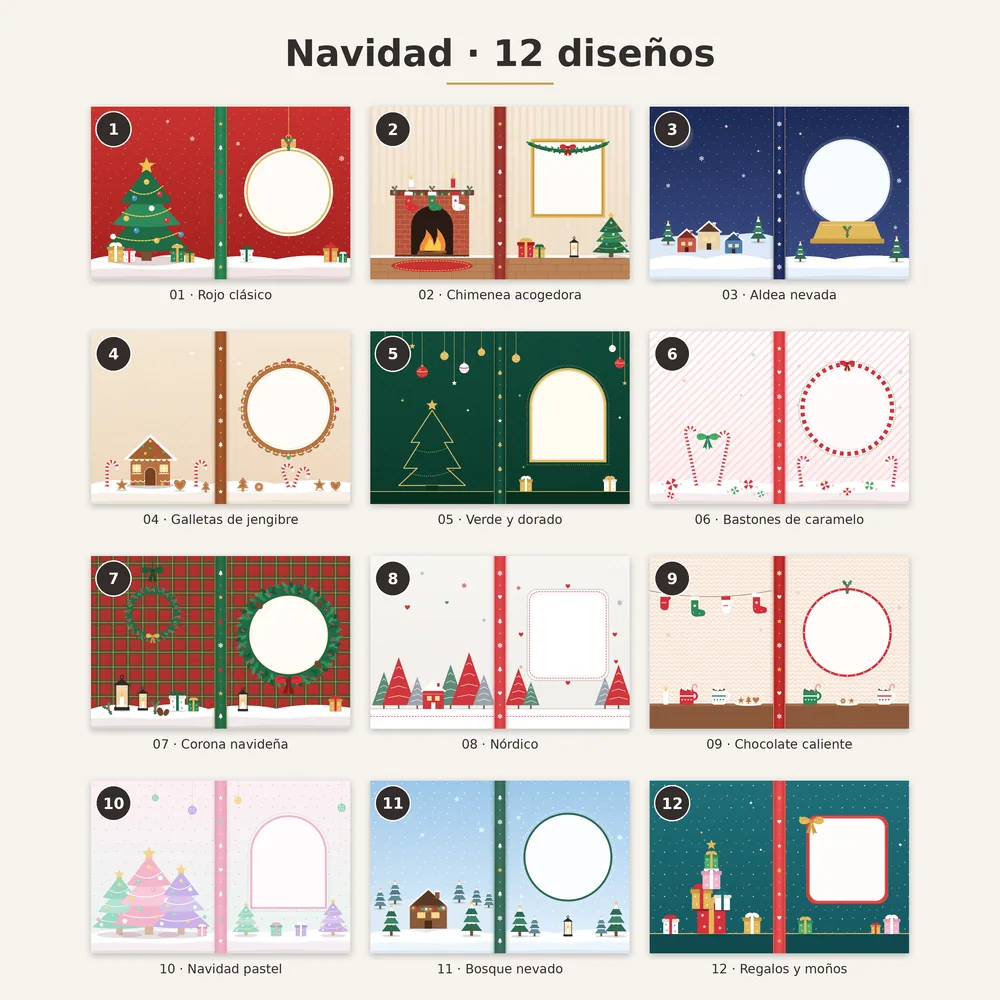 Navidad · 12 diseños
1
2
3
01 · Rojo clásico
02 · Chimenea acogedora
03 · Aldea nevada
4
5
6
04 · Galletas de jengibre
05 · Verde y dorado
06 · Bastones de caramelo
7
8
9
07 · Corona navideña
08 · Nórdico
09 · Chocolate caliente
10
11
12
10 · Navidad pastel
11 · Bosque nevado
12 · Regalos y moños